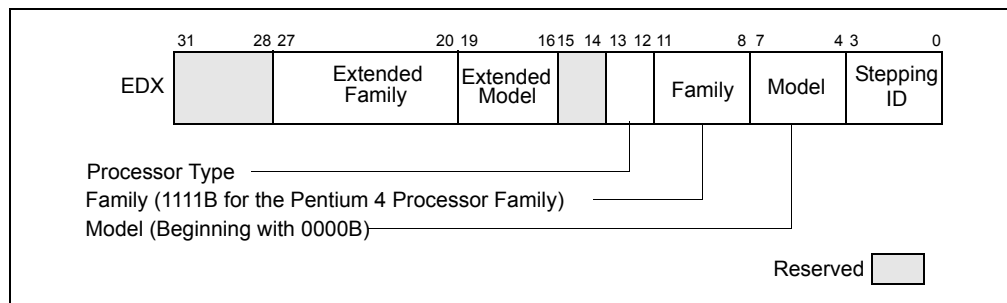 31 28 27 20 19 16 15 14 13 12 11 8 7 4 3 0
EDX
Extended Family
Extended Model
Family
Model
Stepping ID
Processor Type
Family (1111B for the Pentium 4 Processor Family)
Model (Beginning with 0000B)
Reserved